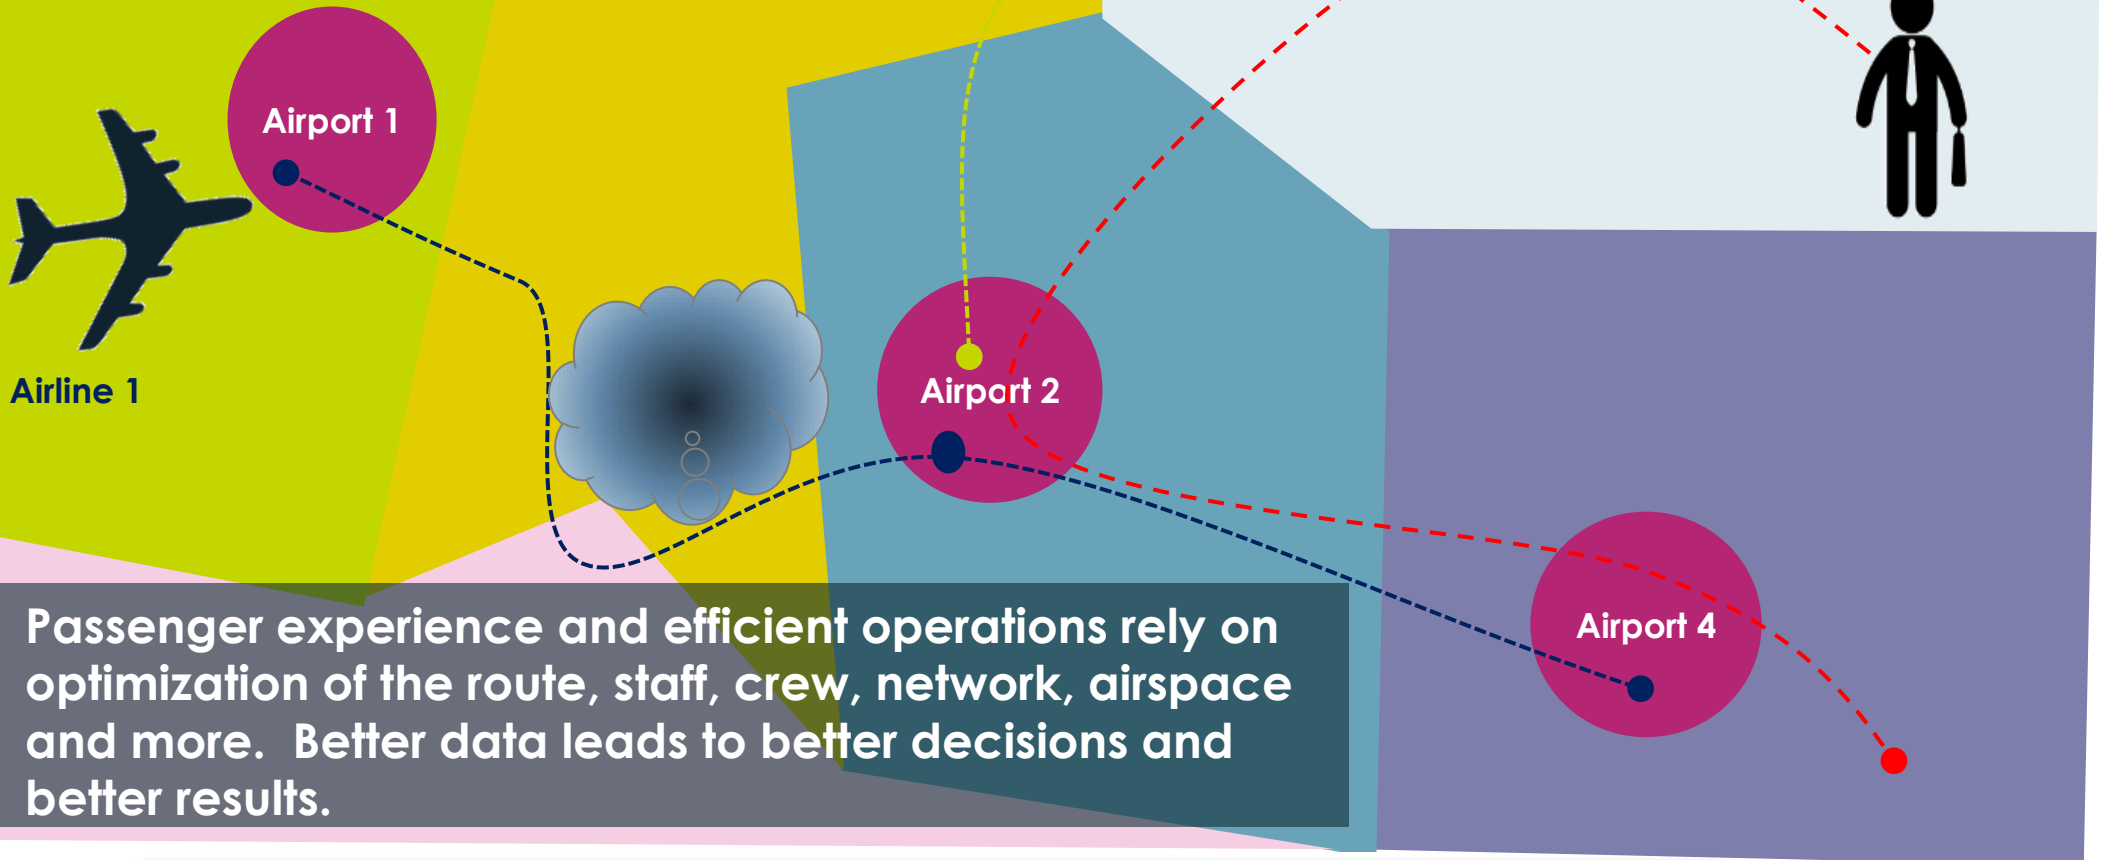 Airport 1
Airline 1
Airport 2
Airport 4
Passenger experience and efficient operations rely on
optimization of the route, staff, crew, network, airspace
and more.  Better data leads to better decisions and
better results.